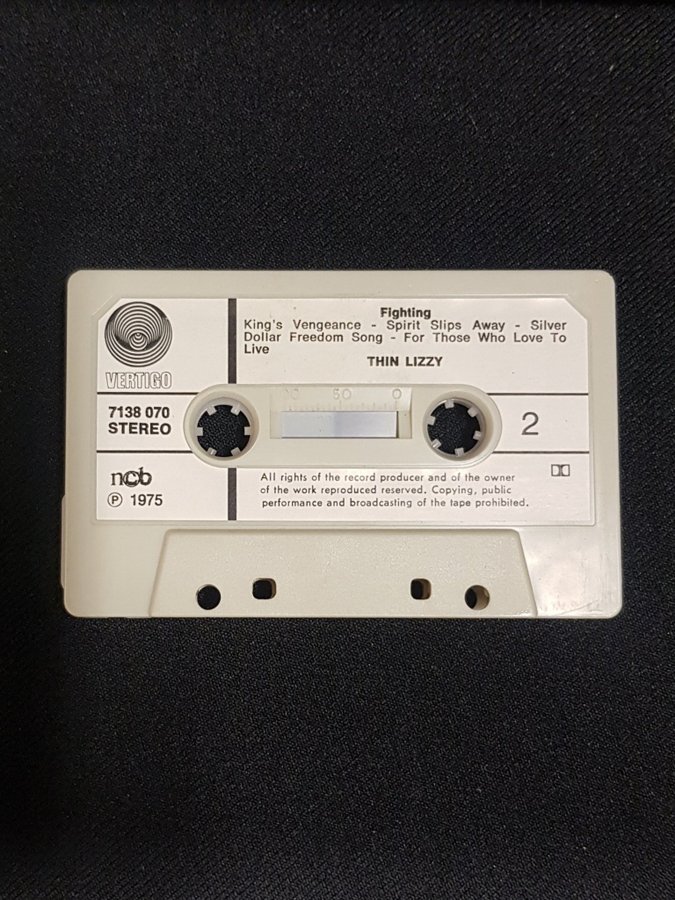 VERTIGO
Fighting
King's Vengeance - Spirit Slips Away - Silver
Dollar Freedom Song - For Those Who Love To
Live
THIN LIZZY
7138 070
STEREO
50 0
2
ncb
Ⓟ 1975
All rights of the record producer and of the owner
of the work reproduced reserved. Copying, public
performance and broadcasting of the tape prohibited.